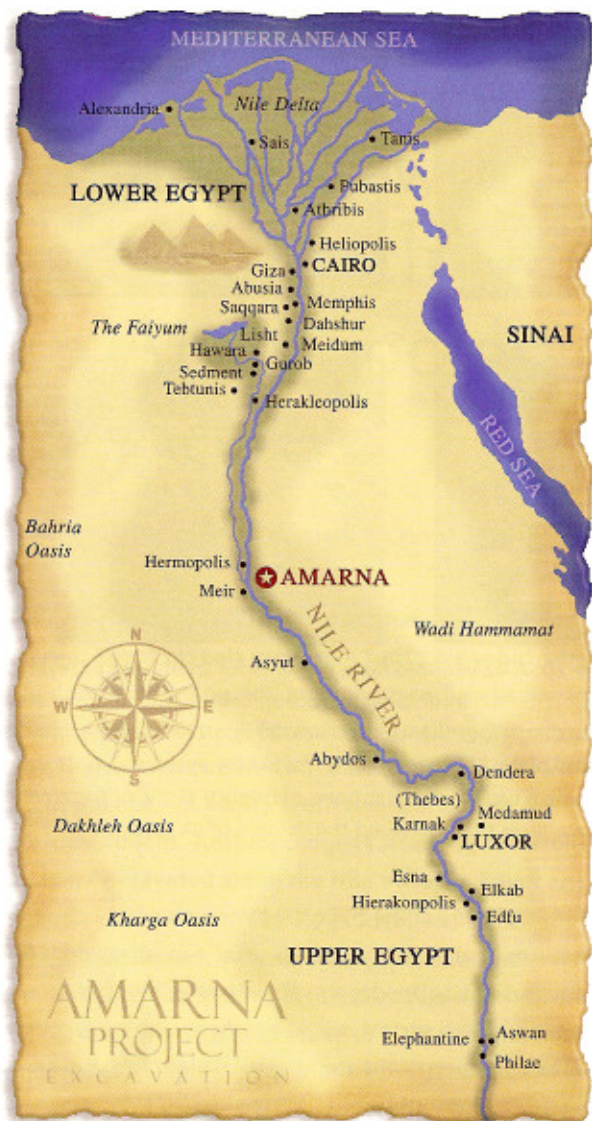 MEDITERRANEAN SEA
Alexandria
Nile Delta
Sais
Tanis
LOWER EGYPT
Pubastis
Athribis
Heliopolis
CAIRO
Giza
Abusia
Saqqara
Memphis
The Faiyum
Dahshur
Lisht
Meidum
SINAI
Hawara
Gurob
Sedment
Tebtunis
Herakleopolis
RED SEA
Bahria
Oasis
Hermopolis
AMARNA
Meir
NILE RIVER
Wadi Hammamat
N
W
E
S
Asyut
Abydos
Dendera
(Thebes)
Medamud
Karnak
LUXOR
Dakhleh Oasis
Esna
Elkab
Hierakonpolis
Edfu
Kharga Oasis
UPPER EGYPT
AMARNA
PROJECT
EXCAVATION
Elephantine
Aswan
Philae